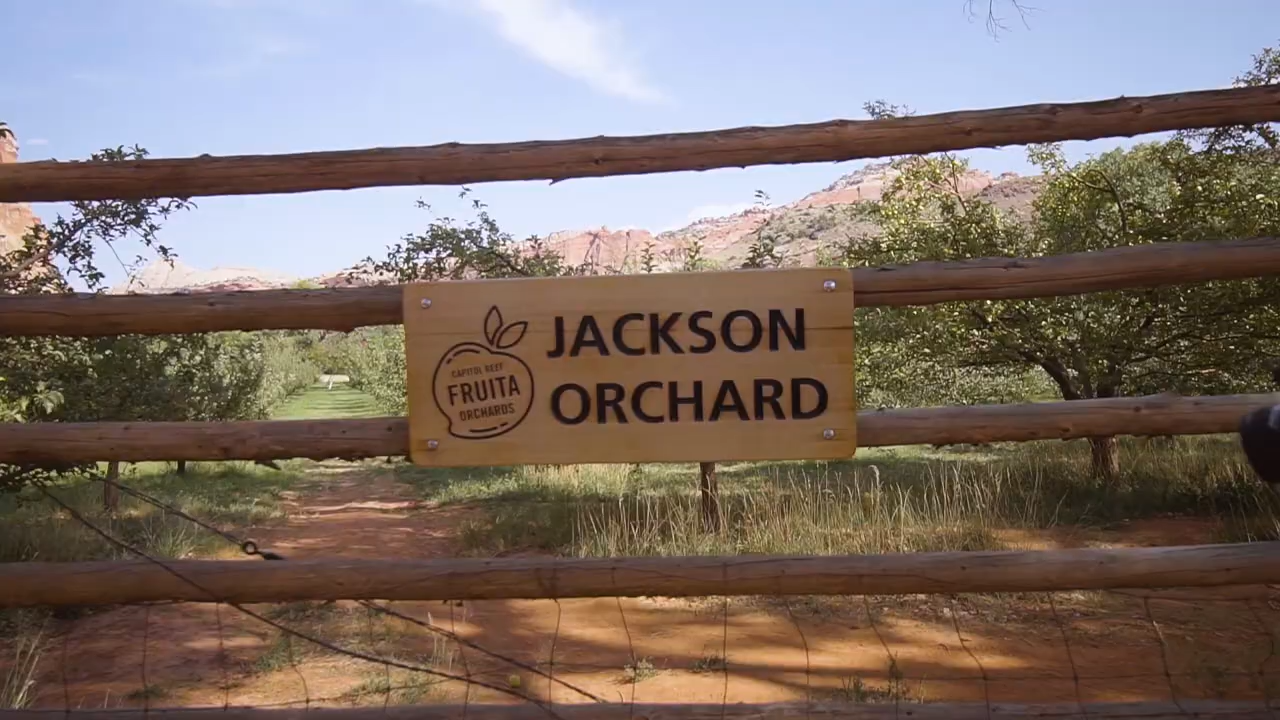 JACKSON
ORCHARD
CAPITOL REEF
FRUITA
ORCHARDS